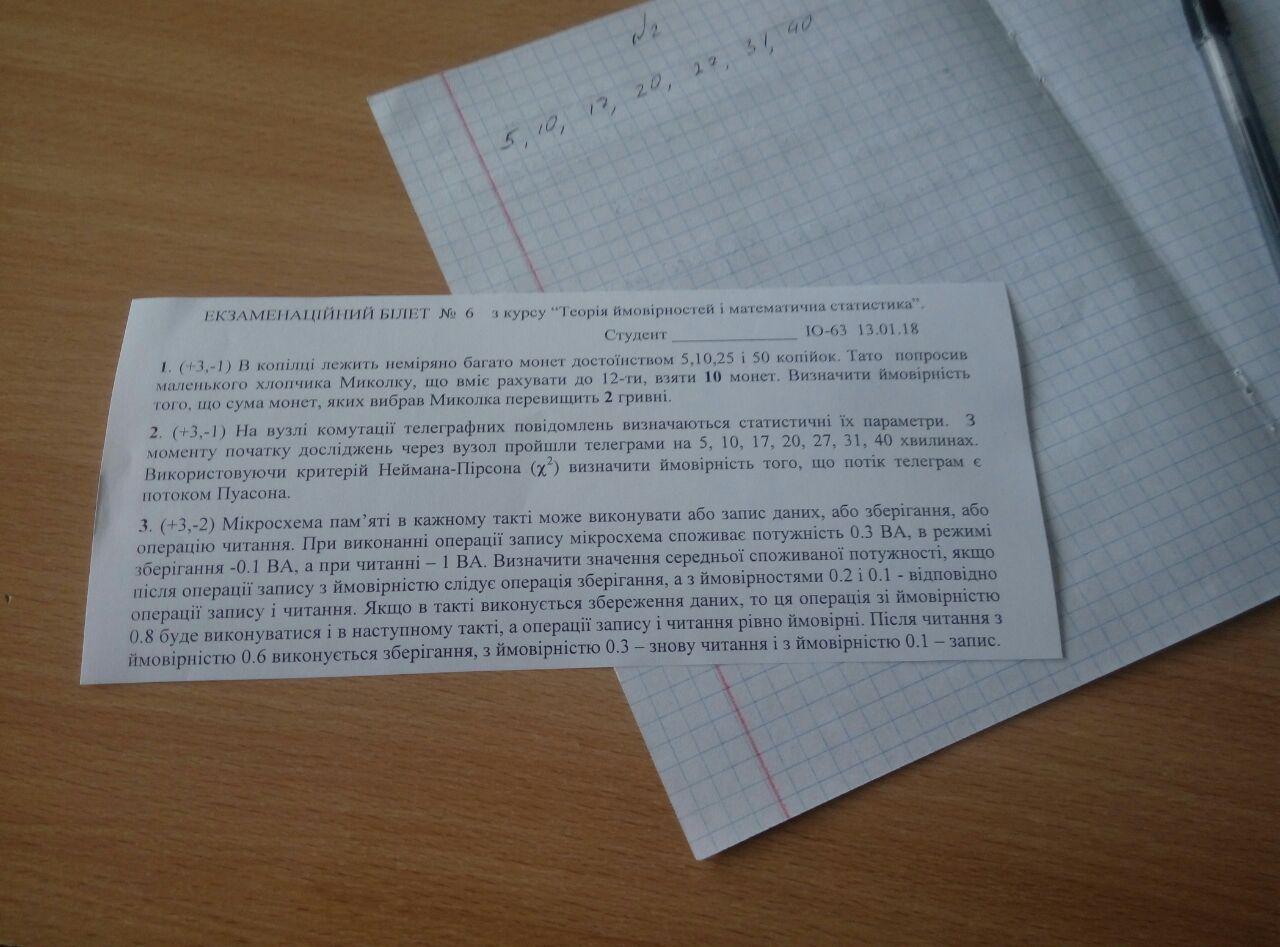 №2
5, 10, 17, 20, 27, 31, 40
ЕКЗАМЕНАЦІЙНИЙ БІЛЕТ № 6 з курсу “Теорія ймовірностей і математична статистика”.
Студент _______________ ІО-63 13.01.18
1. (+3,-1) В копілці лежить неміряно багато монет достоїнством 5,10,25 і 50 копійок. Тато попросив
маленького хлопчика Миколку, що вміє рахувати до 12-ти, взяти 10 монет. Визначити ймовірність
того, що сума монет, яких вибрав Миколка перевищить 2 гривні.
2. (+3,-1) На вузлі комутації телеграфних повідомлень визначаються статистичні їх параметри. З
моменту початку досліджень через вузол пройшли телеграми на 5, 10, 17, 20, 27, 31, 40 хвилинах.
Використовуючи критерій Неймана-Пірсона (χ²) визначити ймовірність того, що потік телеграм є
потоком Пуасона.
3. (+3,-2) Мікросхема пам’яті в кажному такті може виконувати або запис даних, або зберігання, або
операцію читання. При виконанні операції запису мікросхема споживає потужність 0.3 ВА, в режимі
зберігання -0.1 ВА, а при читанні – 1 ВА. Визначити значення середньої споживаної потужності, якщо
після операції запису з ймовірністю слідує операція зберігання, а з ймовірностями 0.2 і 0.1 - відповідно
операції запису і читання. Якщо в такті виконується збереження даних, то ця операція зі ймовірністю
0.8 буде виконуватися і в наступному такті, а операції запису і читання рівно ймовірні. Після читання з
ймовірністю 0.6 виконується зберігання, з ймовірністю 0.3 – знову читання і з ймовірністю 0.1 – запис.